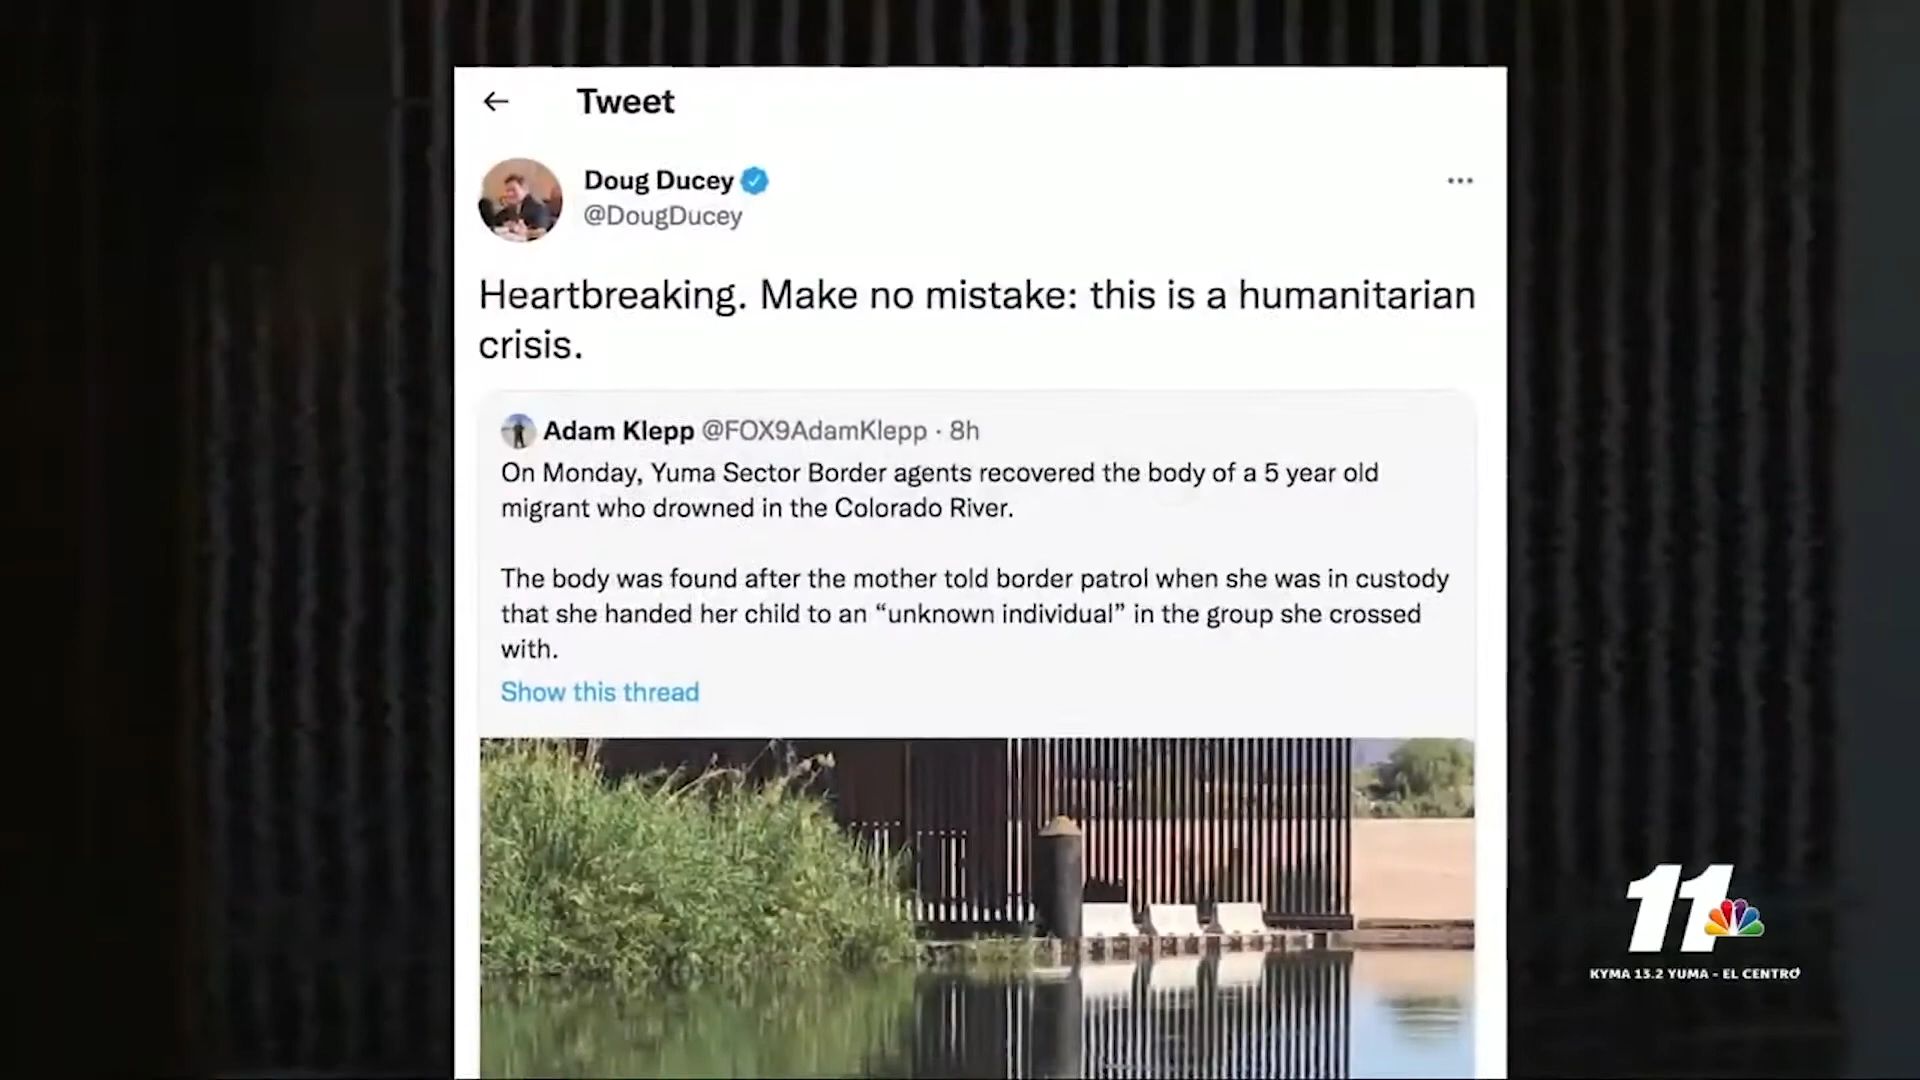 Tweet
Doug Ducey
@DougDucey
Heartbreaking. Make no mistake: this is a humanitarian
crisis.
Adam Klepp @FOX9AdamKlepp · 8h
On Monday, Yuma Sector Border agents recovered the body of a 5 year old
migrant who drowned in the Colorado River.
The body was found after the mother told border patrol when she was in custody
that she handed her child to an “unknown individual” in the group she crossed
with.
Show this thread
11
KYMA 13.2 YUMA - EL CENTRO